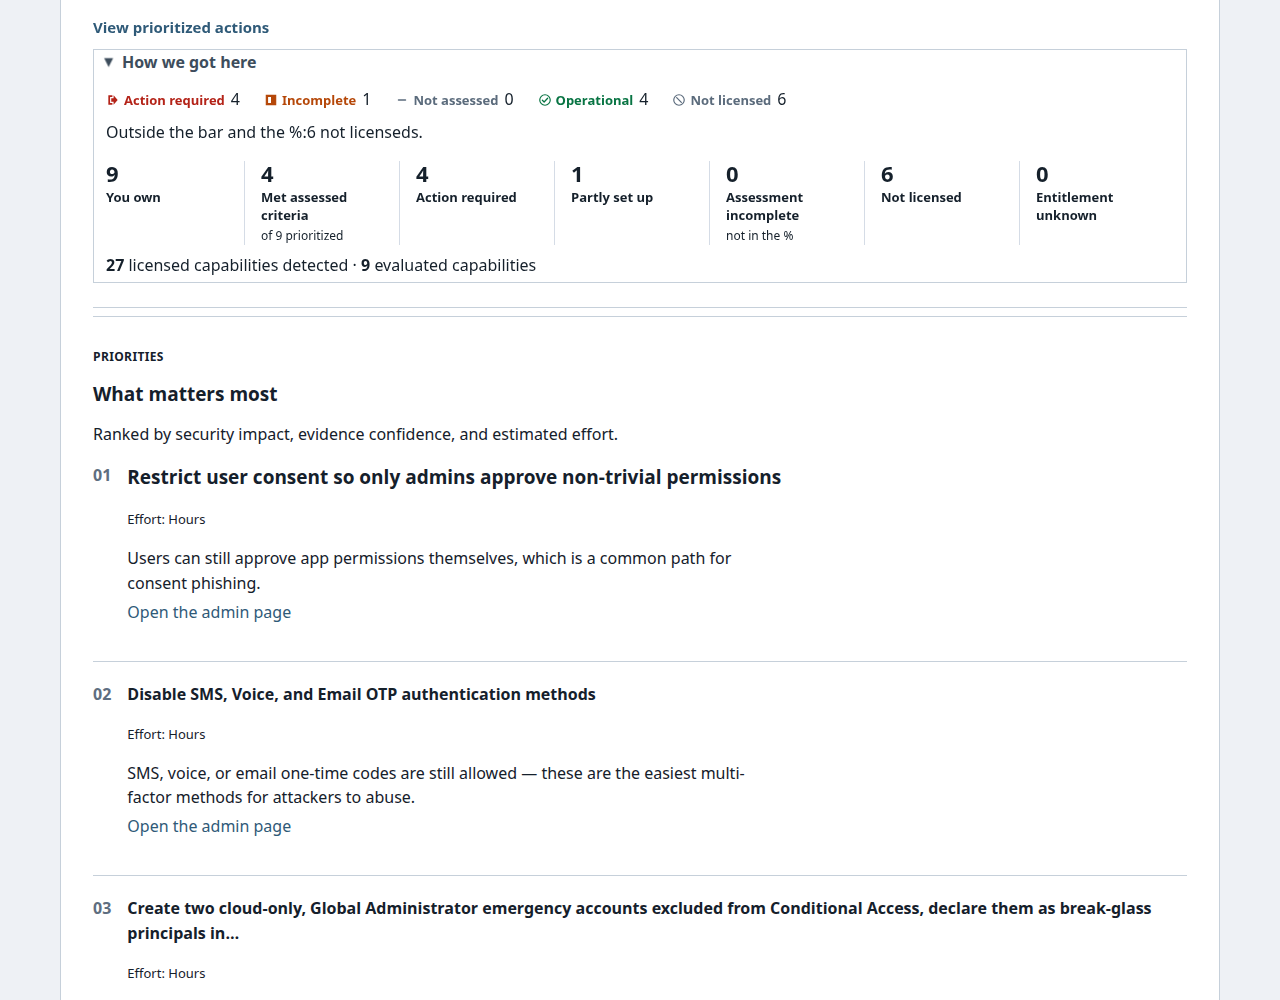 View prioritized actions
▼ How we got here
Action required 4 Incomplete 1 Not assessed 0 Operational 4 Not licensed 6
Outside the bar and the %:6 not licenseds.
9 You own
4 Met assessed criteria of 9 prioritized
4 Action required
1 Partly set up
0 Assessment incomplete not in the %
6 Not licensed
0 Entitlement unknown
27 licensed capabilities detected · 9 evaluated capabilities
PRIORITIES
What matters most
Ranked by security impact, evidence confidence, and estimated effort.
01 Restrict user consent so only admins approve non-trivial permissions
Effort: Hours
Users can still approve app permissions themselves, which is a common path for
consent phishing.
Open the admin page
02 Disable SMS, Voice, and Email OTP authentication methods
Effort: Hours
SMS, voice, or email one-time codes are still allowed — these are the easiest multi-
factor methods for attackers to abuse.
Open the admin page
03 Create two cloud-only, Global Administrator emergency accounts excluded from Conditional Access, declare them as break-glass
principals in...
Effort: Hours